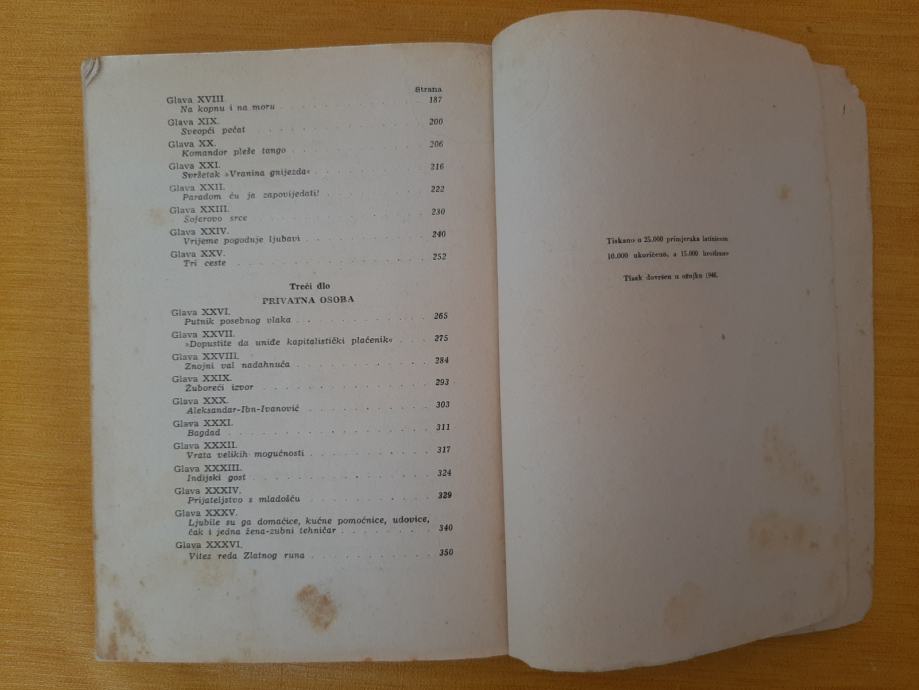 Strana
Glava XVIII.
Na kopnu i na moru 187
Glava XIX.
Sveopći počat 200
Glava XX.
Komandor pleše tango 206
Glava XXI.
Svršetak »Vranina gnijezda« 216
Glava XXII.
Paradom ću ja zapovijedati! 222
Glava XXIII.
Šoferovo srce 230
Glava XXIV.
Vrijeme pogoduje ljubavi 240
Glava XXV.
Tri ceste 252
Treći dio
PRIVATNA OSOBA
Glava XXVI.
Putnik posebnog vlaka 265
Glava XXVII.
»Dopustite da uniđe kapitalistički plaćenik« 275
Glava XXVIII.
Znojni val nadahnuća 284
Glava XXIX.
Žuboreći izvor 293
Glava XXX.
Aleksandar-Ibn-Ivanović 303
Glava XXXI.
Bagdad 311
Glava XXXII.
Vrata velikih mogućnosti 317
Glava XXXIII.
Indijski gost 324
Glava XXXIV.
Prijateljstvo s mladošću 329
Glava XXXV.
Ljubile su ga domaćice, kućne pomoćnice, udovice,
čak i jedna žena-zubni tehničar 340
Glava XXXVI.
Vitez reda Zlatnog runa 350
Tiskano u 25.000 primjeraka latinicom
10.000 ukoričeno, a 15.000 broširano
Tisak dovršen u ožujku 1946.